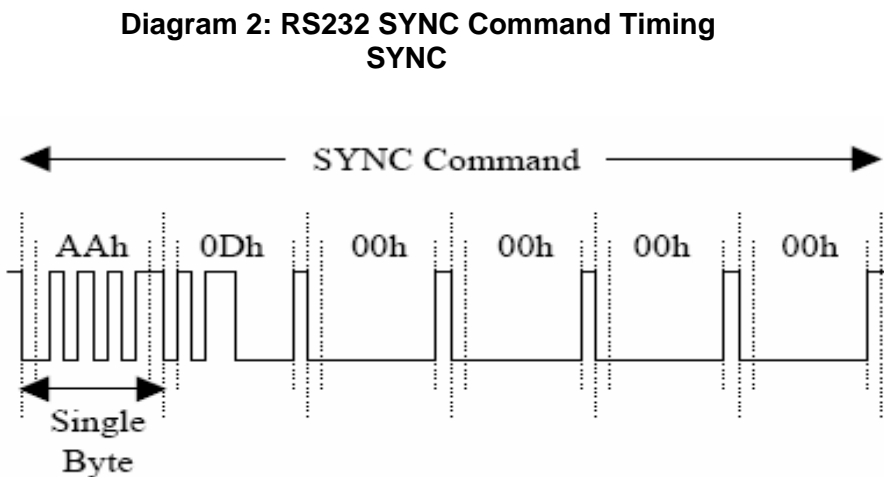 Diagram 2: RS232 SYNC Command Timing
SYNC
SYNC Command
AAh 0Dh 00h 00h 00h 00h
Single
Byte